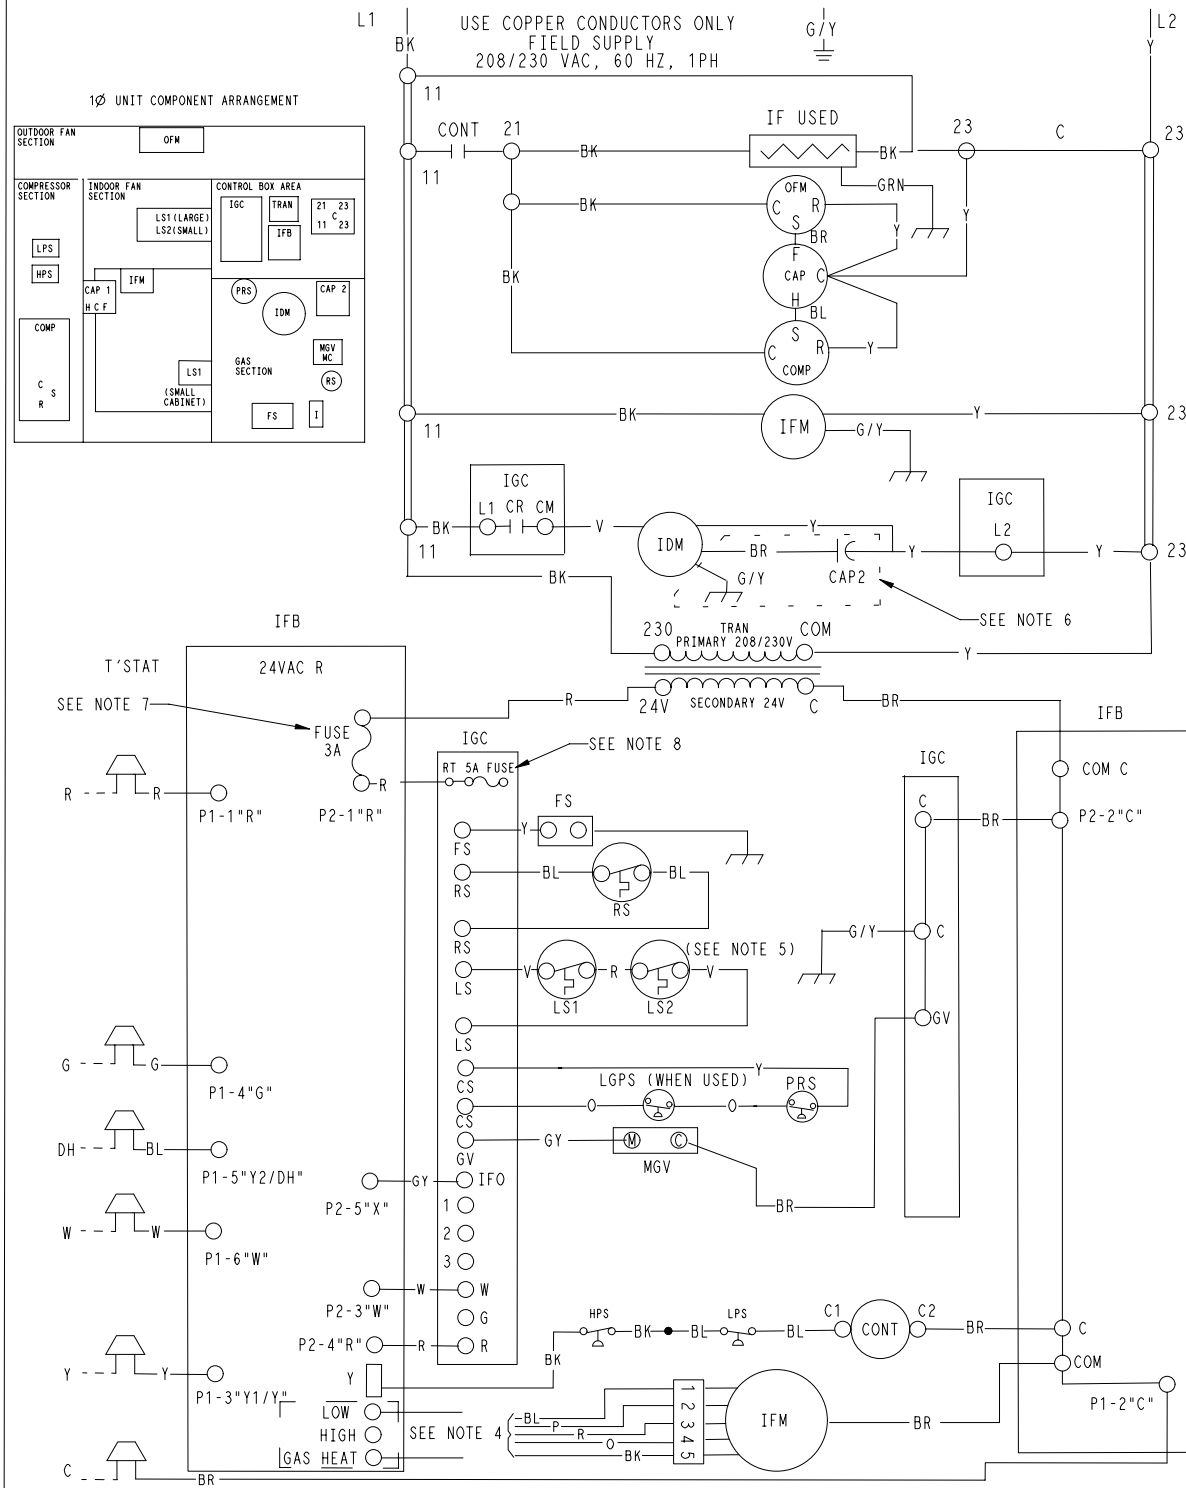 L1
USE COPPER CONDUCTORS ONLY
FIELD SUPPLY
208/230 VAC, 60 HZ, 1PH
G/Y
L2
BK
Y
11
1Ø UNIT COMPONENT ARRANGEMENT
OUTDOOR FAN
SECTION
OFM
COMPRESSOR
SECTION
INDOOR FAN
SECTION
CONTROL BOX AREA
LS1(LARGE)
LS2(SMALL)
IGC
TRAN
IFB
21 23
C
11 23
LPS
HPS
CAP 1
H C F
IFM
PRS
IDM
CAP 2
COMP
C
S
R
LS1
(SMALL
CABINET)
GAS
SECTION
MGV
MC
RS
FS
I
CONT
21
IF USED
23
C
23
BK
BK
11
GRN
OFM
C
R
S
BK
Y
BR
F
CAP
C
Y
H
BL
BK
S
C
R
COMP
Y
11
BK
IFM
Y
23
G/Y
IGC
L1 CR CM
BK
V
IDM
Y
IGC
L2
11
BR
CAP2
Y
Y
23
G/Y
BK
SEE NOTE 6
230
TRAN
PRIMARY 208/230V
COM
Y
24V
SECONDARY 24V
C
R
BR
IFB
T'STAT
24VAC R
SEE NOTE 7
FUSE
3A
IGC
SEE NOTE 8
RT 5A FUSE
IFB
IGC
COM C
R
R
P1-1"R"
P2-1"R"
R
FS
Y
FS
C
BR
P2-2"C"
BL
BL
RS
RS
RS
(SEE NOTE 5)
G/Y
C
V
R
V
LS
LS1
LS2
GV
LS
G
G
P1-4"G"
CS
LGPS (WHEN USED)
Y
PRS
O
O
CS
GY
M
C
GV
MGV
BR
DH
BL
P1-5"Y2/DH"
GY
IFO
P2-5"X"
1
2
3
W
W
P1-6"W"
W
W
P2-3"W"
G
P2-4"R"
R
R
HPS
LPS
C1
C2
BK
BL
BL
CONT
BR
C
BK
COM
Y
Y
P1-3"Y1/Y"
Y
LOW
HIGH
GAS HEAT
SEE NOTE 4
BL
P
R
O
BK
1
2
3
4
5
IFM
BR
P1-2"C"
C
BR